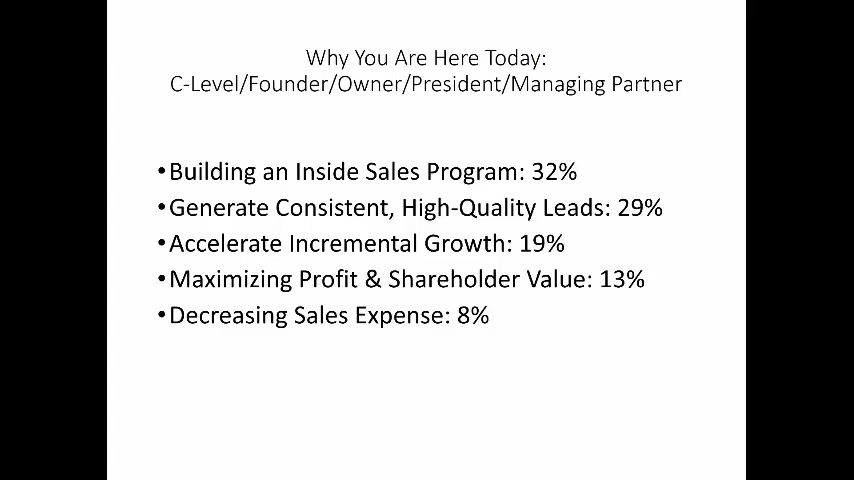 Why You Are Here Today:
C-Level/Founder/Owner/President/Managing Partner
•Building an Inside Sales Program: 32%
•Generate Consistent, High-Quality Leads: 29%
•Accelerate Incremental Growth: 19%
•Maximizing Profit & Shareholder Value: 13%
•Decreasing Sales Expense: 8%